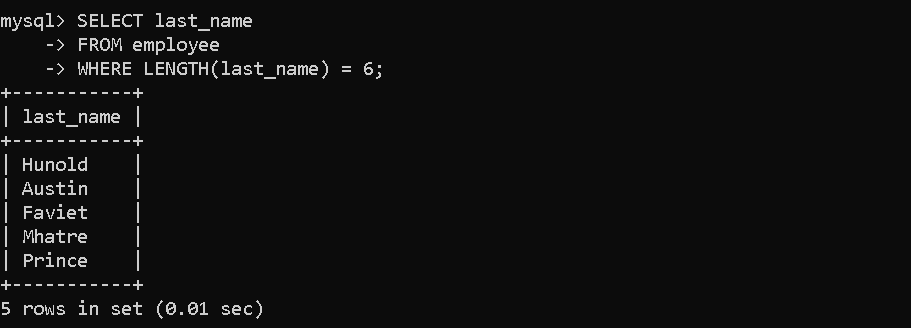 mysql> SELECT last_name
    -> FROM employee
    -> WHERE LENGTH(last_name) = 6;
+-----------+
| last_name |
+-----------+
| Hunold    |
| Austin    |
| Faviet    |
| Mhatre    |
| Prince    |
+-----------+
5 rows in set (0.01 sec)